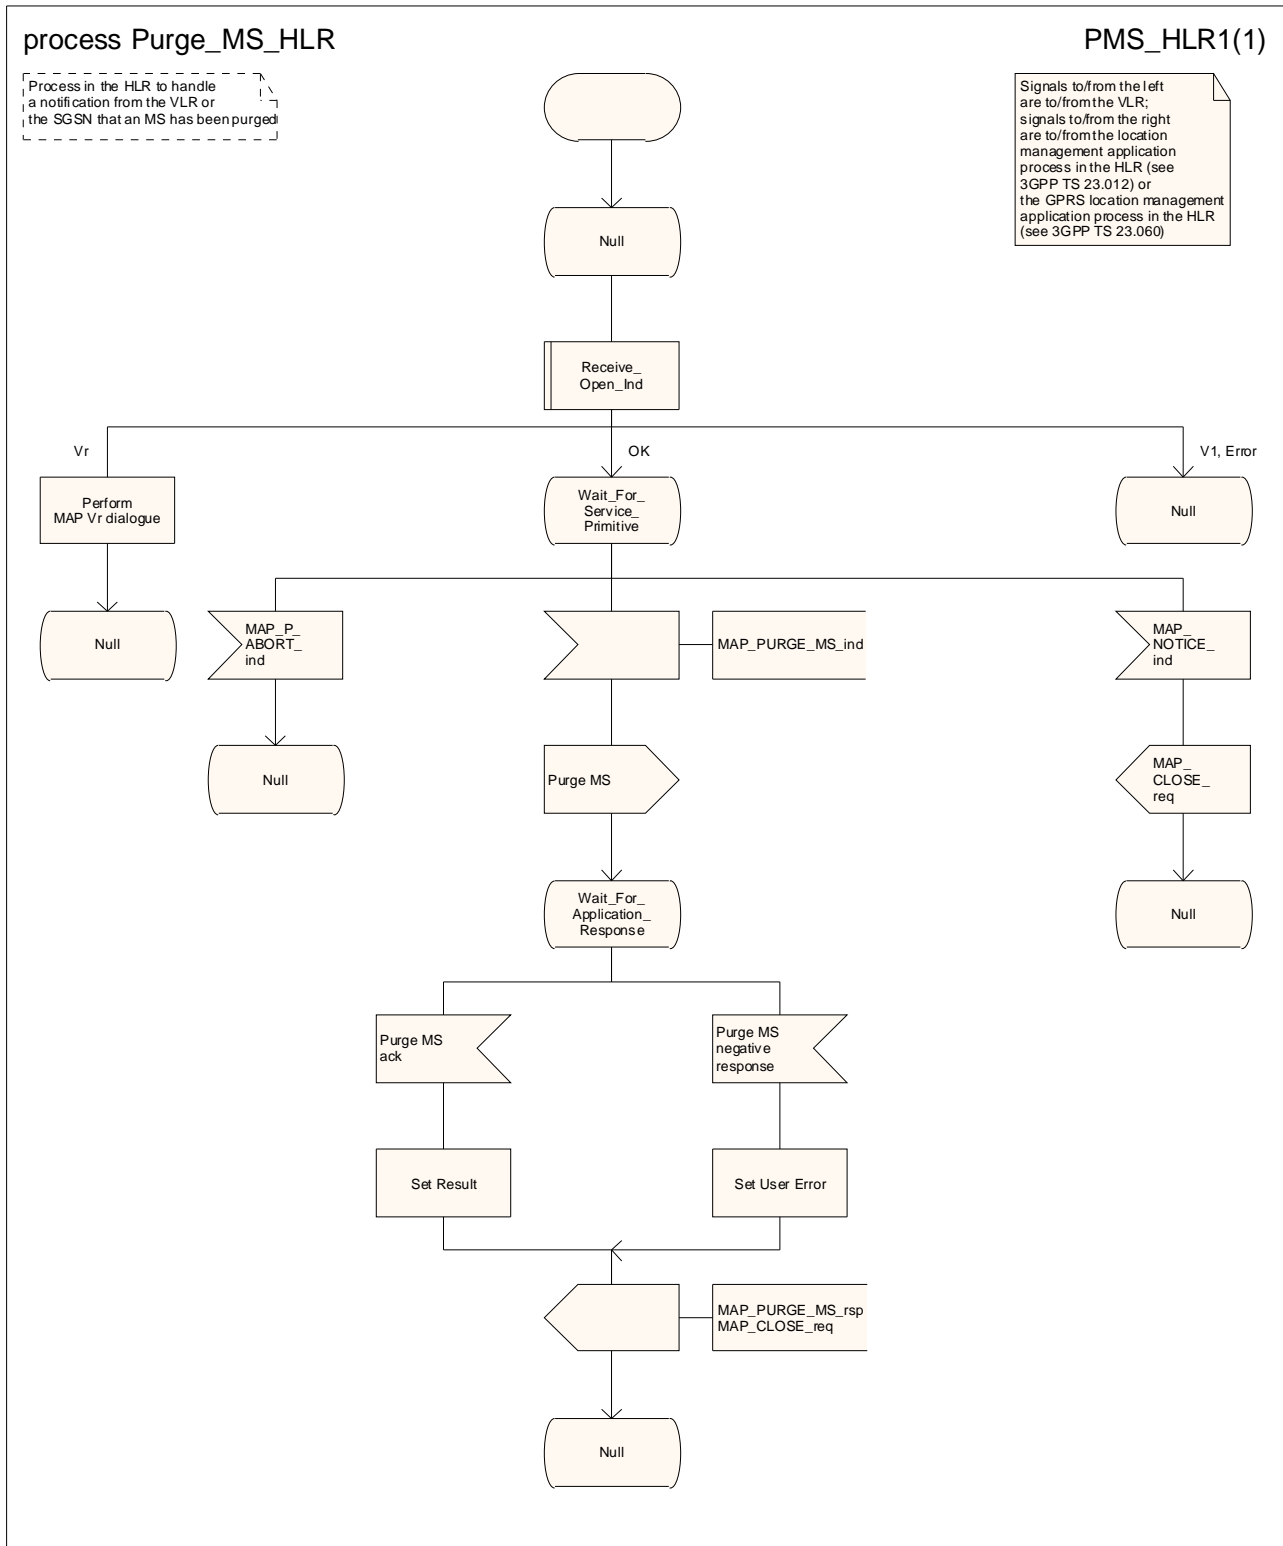 process Purge_MS_HLR
PMS_HLR1(1)
Process in the HLR to handle
a notification from the VLR or
the SGSN that an MS has been purged
Signals to/from the left
are to/from the VLR;
signals to/from the right
are to/from the location
management application
process in the HLR (see
3GPP TS 23.012) or
the GPRS location management
application process in the HLR
(see 3GPP TS 23.060)
Null
Receive_
Open_Ind
Vr
OK
V1, Error
Perform
MAP Vr dialogue
Wait_For_
Service_
Primitive
Null
Null
MAP_P_
ABORT_
ind
MAP_PURGE_MS_ind
MAP_
NOTICE_
ind
Null
Purge MS
MAP_
CLOSE_
req
Wait_For_
Application_
Response
Null
Purge MS
ack
Purge MS
negative
response
Set Result
Set User Error
MAP_PURGE_MS_rsp
MAP_CLOSE_req
Null